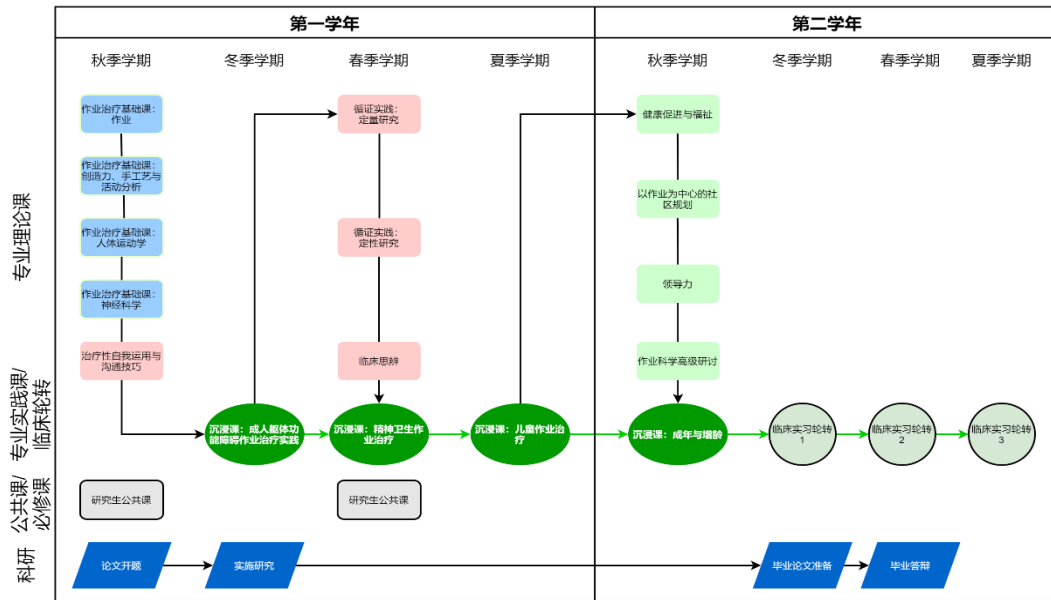 第一学年
第二学年
秋季学期
冬季学期
春季学期
夏季学期
秋季学期
冬季学期
春季学期
夏季学期
专业理论课
作业治疗基础课：
作业
作业治疗基础课：
创造力、手工艺与
活动分析
作业治疗基础课：
人体运动学
作业治疗基础课：
神经科学
治疗性自我运用与
沟通技巧
循证实践：
定量研究
循证实践：
定性研究
临床思辨
健康促进与福祉
以作业为中心的社
区规划
领导力
作业科学高级研讨
专业实践课/
临床轮转
沉浸课：成人躯体功
能障碍作业治疗实践
沉浸课：精神卫生作
业治疗
沉浸课：儿童作业治
疗
沉浸课：成年与增龄
临床实习轮转
1
临床实习轮转
2
临床实习轮转
3
公共课/
必修课
研究生公共课
研究生公共课
科研
论文开题
实施研究
毕业论文准备
毕业答辩